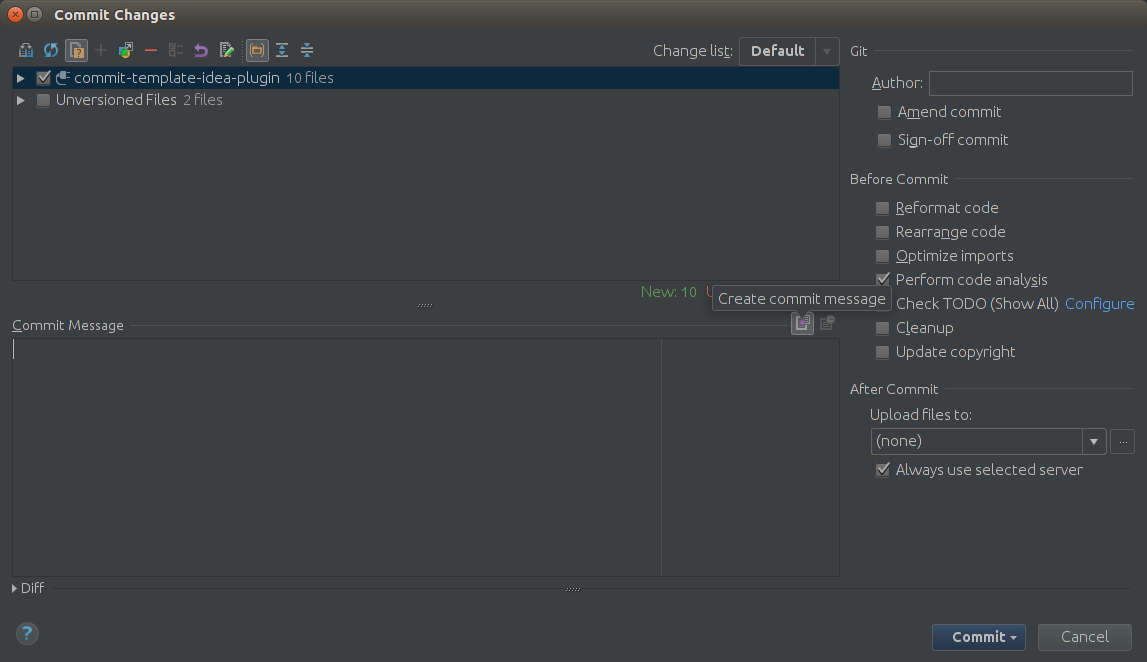 Commit Changes
Change list: Default
commit-template-idea-plugin 10 files
Unversioned Files 2 files
New: 10
Create commit message
Commit Message
Diff
?
Git
Author:
Amend commit
Sign-off commit
Before Commit
Reformat code
Rearrange code
Optimize imports
Perform code analysis
Check TODO (Show All) Configure
Cleanup
Update copyright
After Commit
Upload files to:
(none)
...
Always use selected server
Commit
Cancel